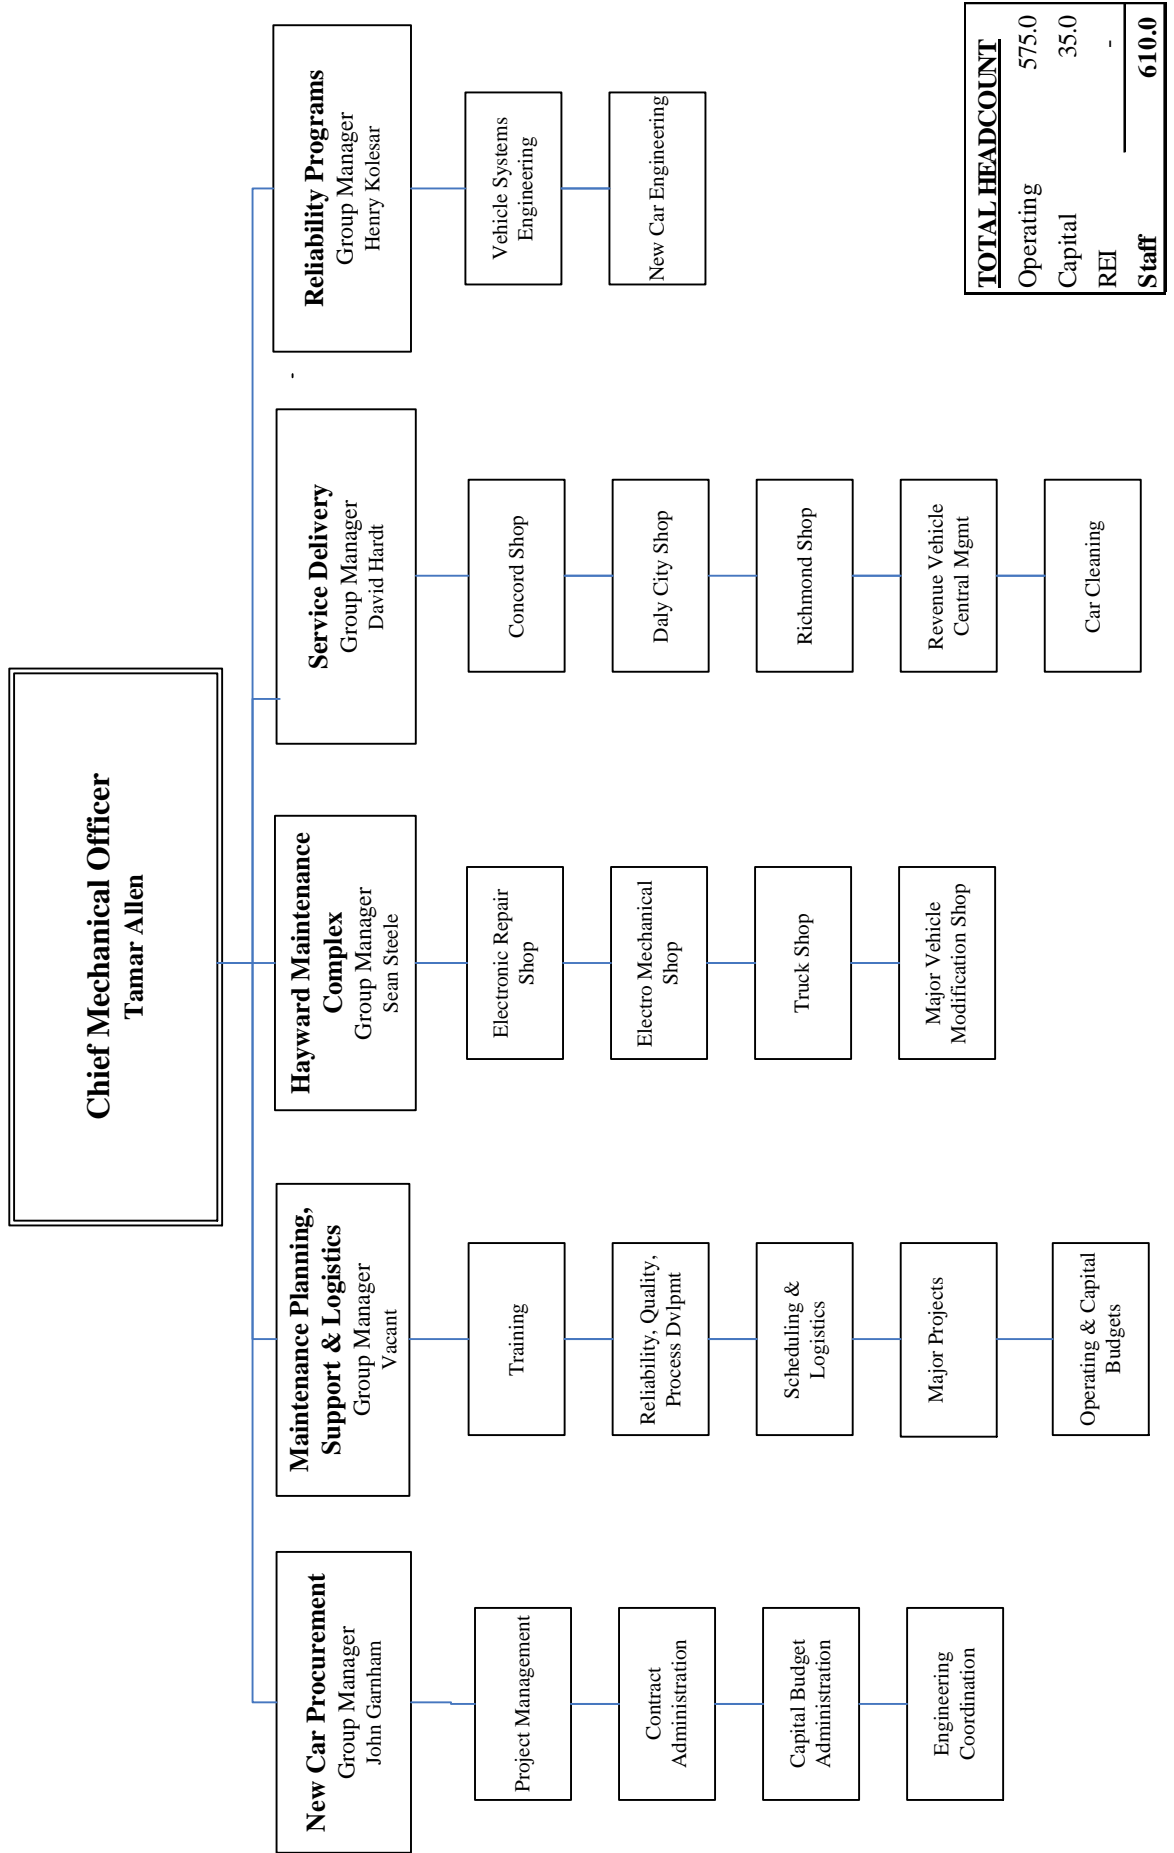 Chief Mechanical Officer
Tamar Allen
New Car Procurement
Group Manager
John Garnham
Project Management
Contract
Administration
Capital Budget
Administration
Engineering
Coordination
Maintenance Planning,
Support & Logistics
Group Manager
Vacant
Training
Reliability, Quality,
Process Dvlpmt
Scheduling &
Logistics
Major Projects
Operating & Capital
Budgets
Hayward Maintenance
Complex
Group Manager
Sean Steele
Electronic Repair
Shop
Electro Mechanical
Shop
Truck Shop
Major Vehicle
Modification Shop
Service Delivery
Group Manager
David Hardt
Concord Shop
Daly City Shop
Richmond Shop
Revenue Vehicle
Central Mgmt
Car Cleaning
-
Reliability Programs
Group Manager
Henry Kolesar
Vehicle Systems
Engineering
New Car Engineering
TOTAL HEADCOUNT
Operating 575.0
Capital 35.0
REI -
Staff 610.0